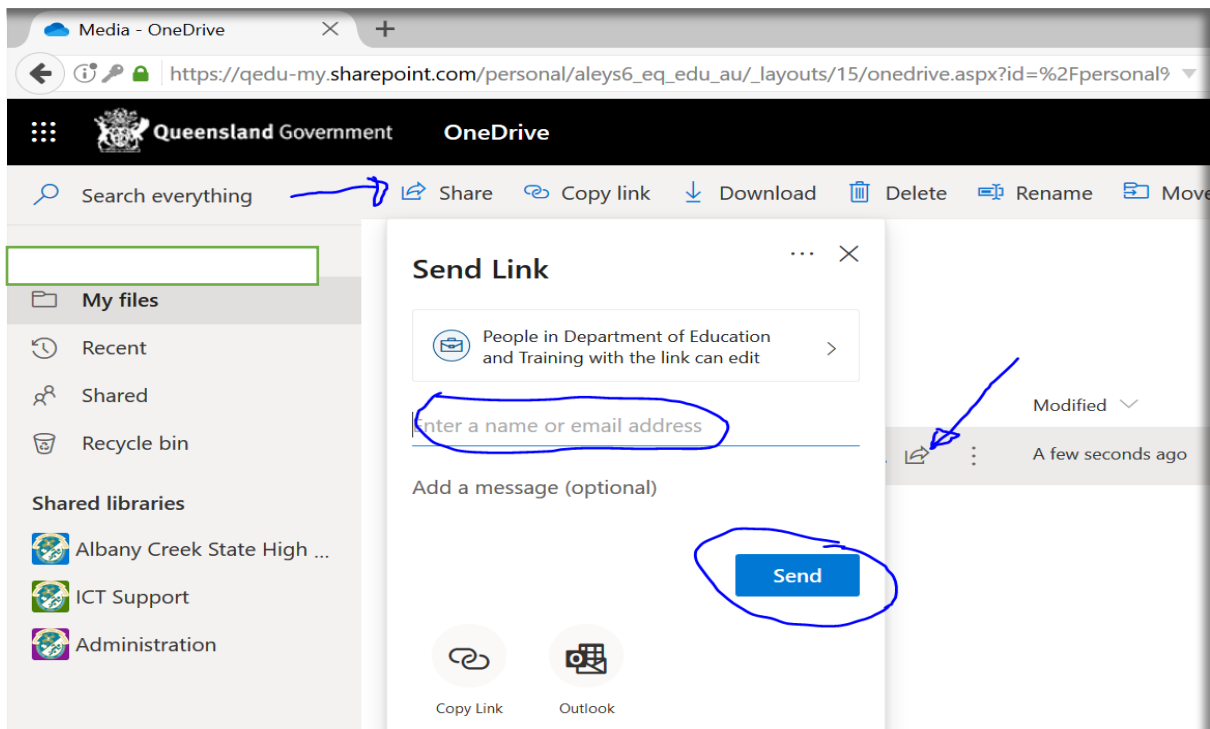 Media - OneDrive
https://qedu-my.sharepoint.com/personal/aleys6_eq_edu_au/_layouts/15/onedrive.aspx?id=%2Fpersonal%
Queensland Government OneDrive
Search everything Share Copy link Download Delete Rename Move
Send Link
My files
People in Department of Education
and Training with the link can edit
Recent
Shared
Modified
Enter a name or email address
Recycle bin
A few seconds ago
Add a message (optional)
Shared libraries
Albany Creek State High ...
Send
ICT Support
Administration
Copy Link Outlook